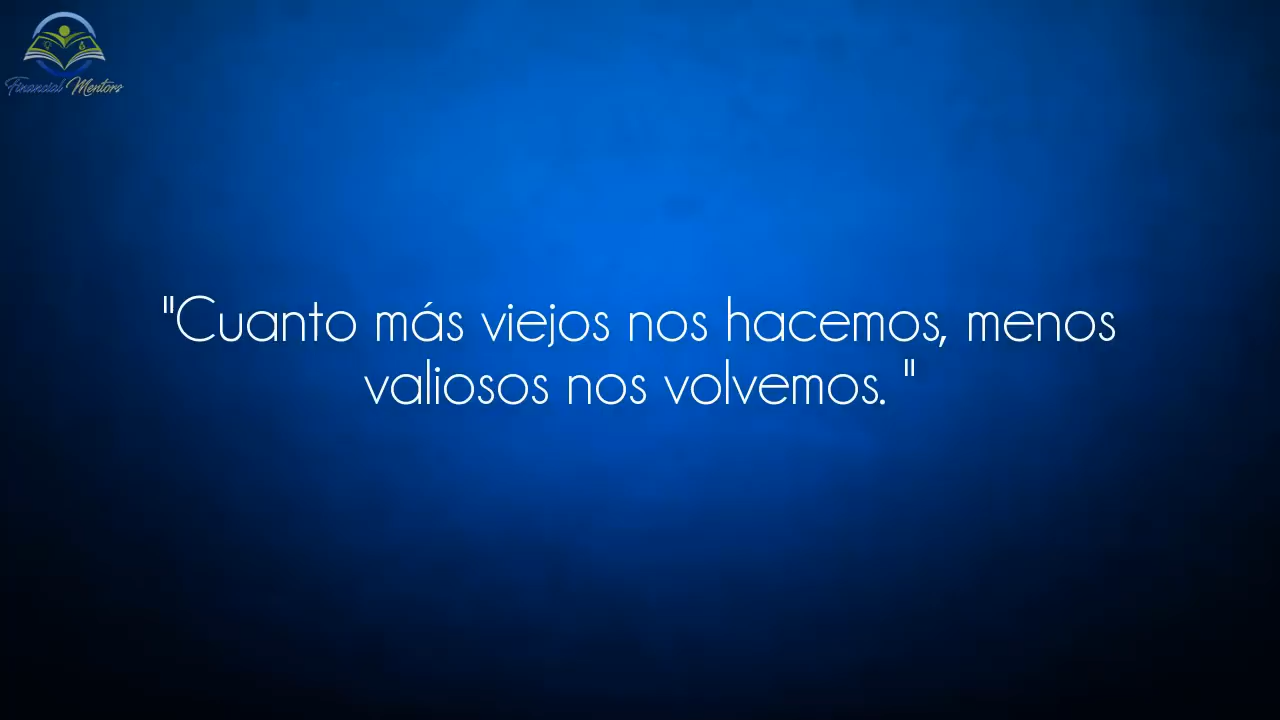 Financial Mentors
"Cuanto más viejos nos hacemos, menos
valiosos nos volvemos. "